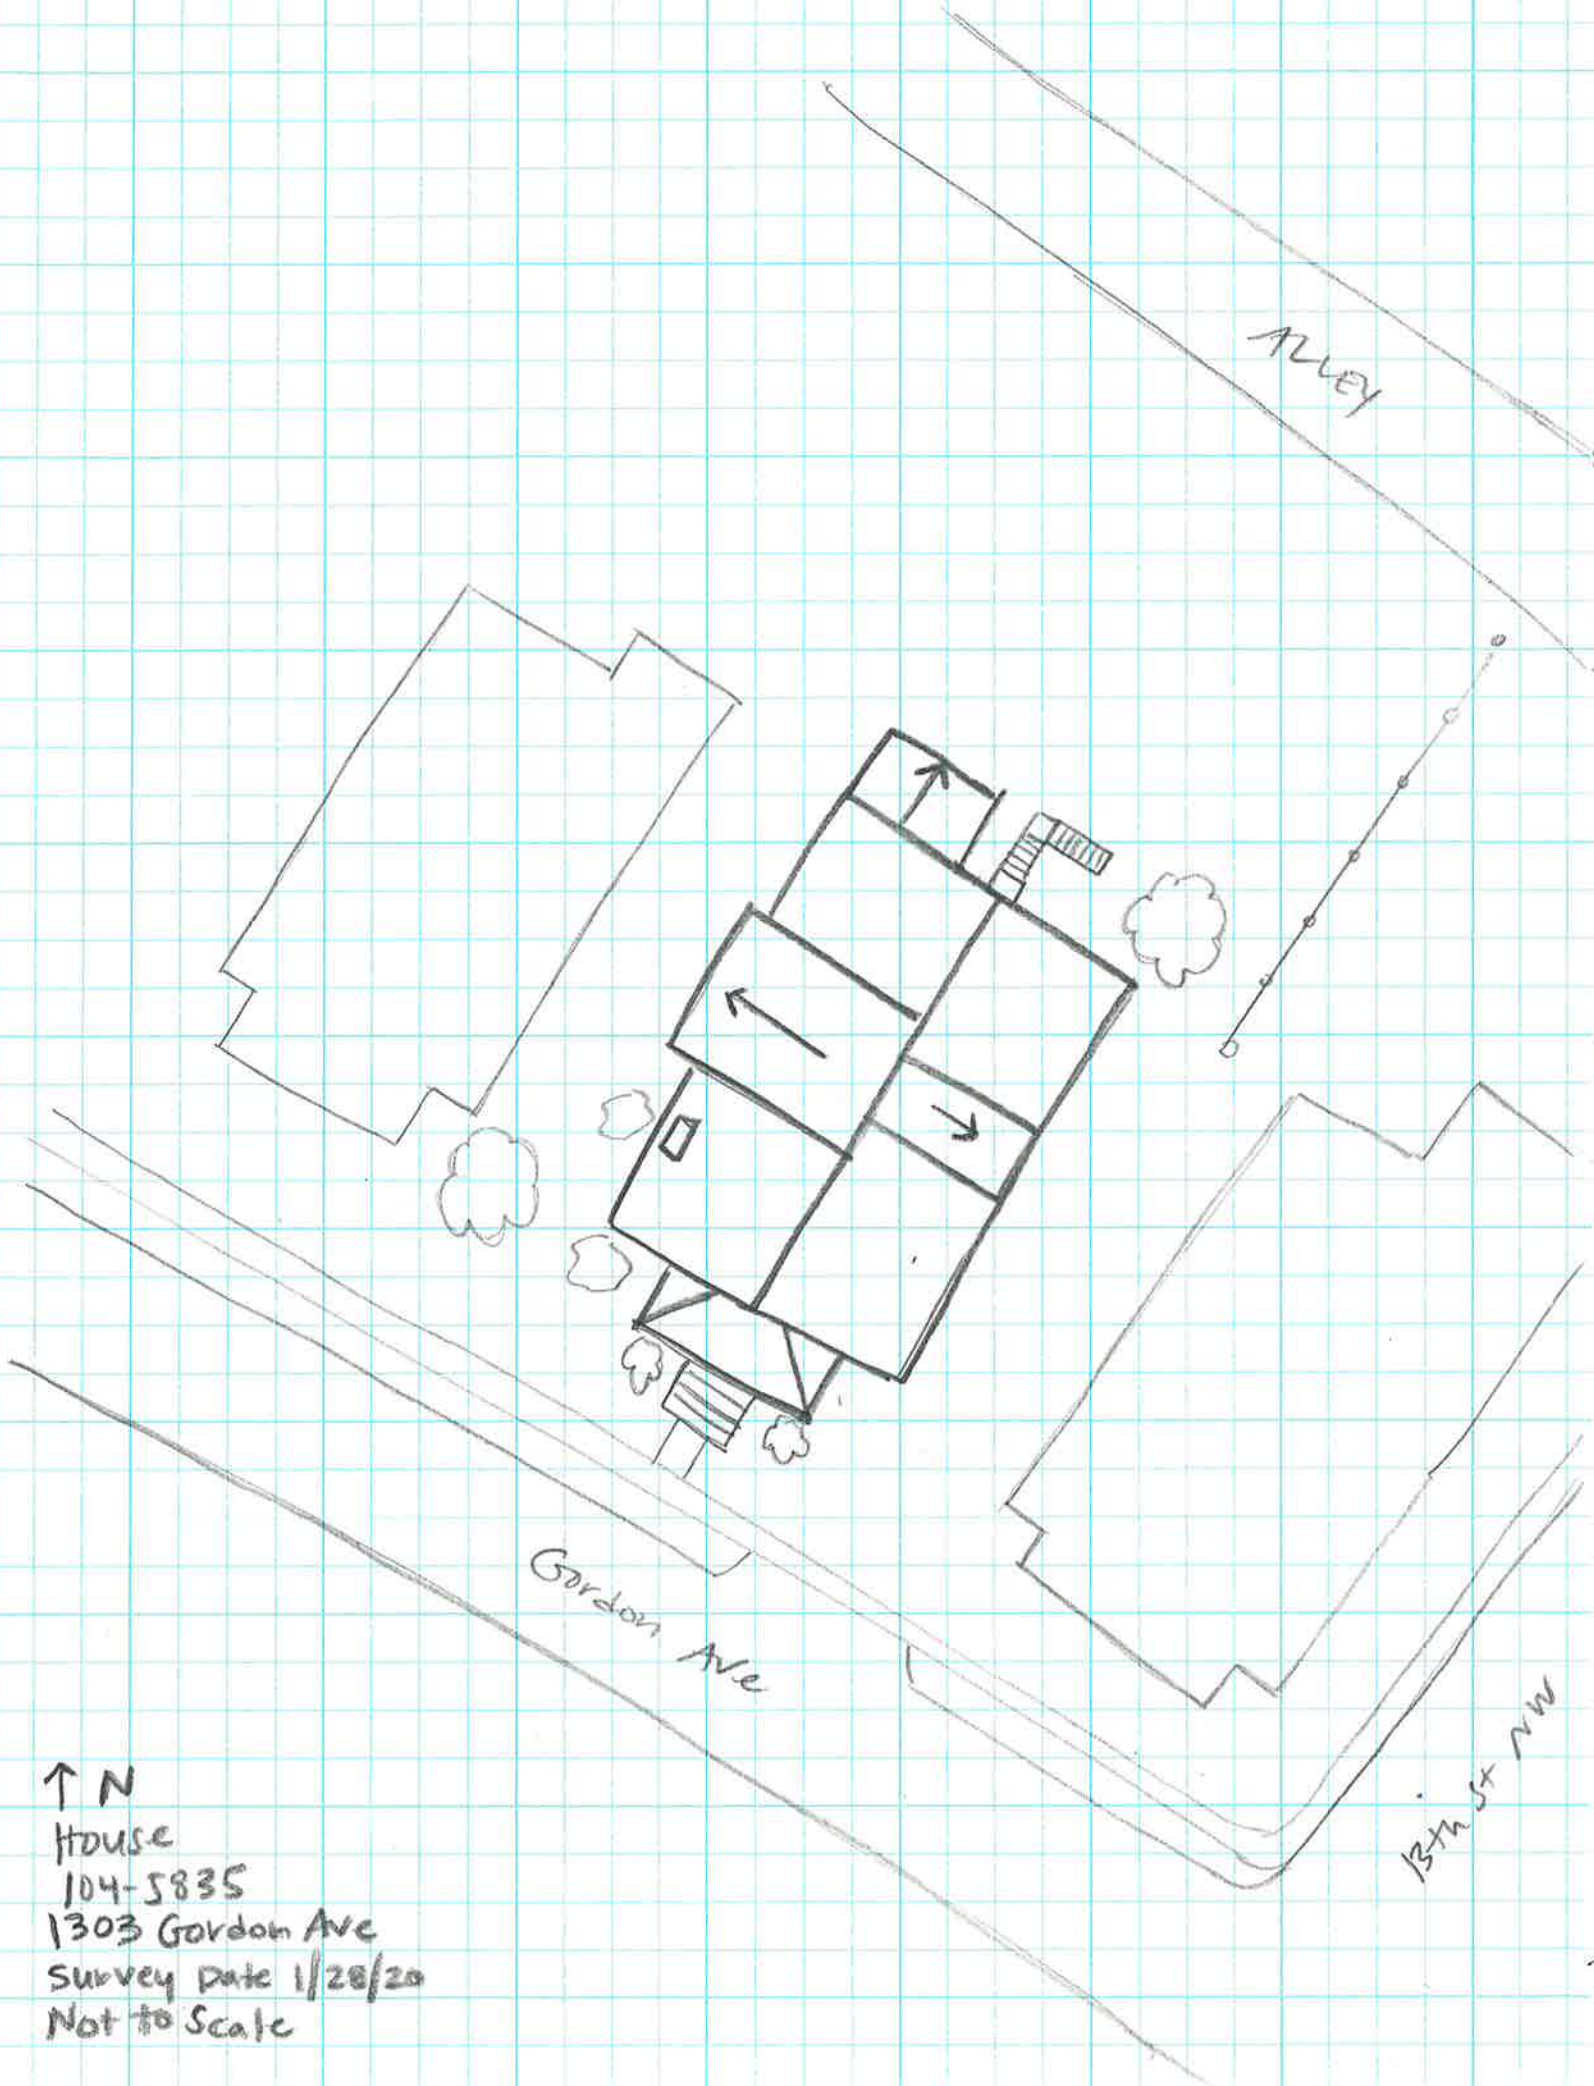 ALLEY
Gordon Ave
13th St NW
↑ N
House
104-5835
1303 Gordon Ave
Survey Date 1/28/20
Not to Scale